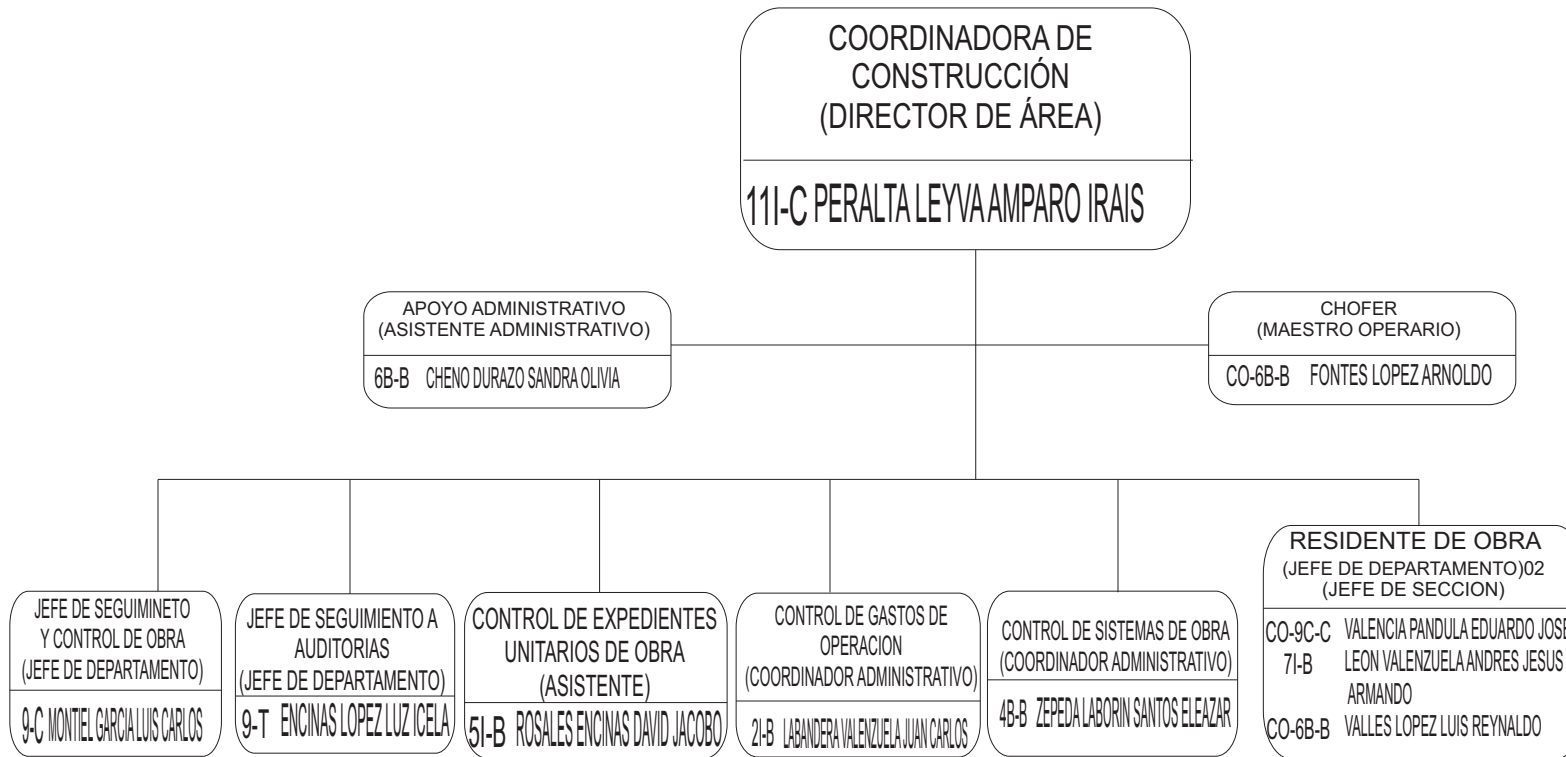 COORDINADORA DE
CONSTRUCCIÓN
(DIRECTOR DE ÁREA)
11I-C PERALTA LEYVA AMPARO IRAIS
APOYO ADMINISTRATIVO
(ASISTENTE ADMINISTRATIVO)
6B-B CHENO DURAZO SANDRA OLIVIA
CHOFER
(MAESTRO OPERARIO)
CO-6B-B FONTES LOPEZ ARNOLDO
JEFE DE SEGUIMINETO
Y CONTROL DE OBRA
(JEFE DE DEPARTAMENTO)
9-C MONTIEL GARCIA LUIS CARLOS
JEFE DE SEGUIMIENTO A
AUDITORIAS
(JEFE DE DEPARTAMENTO)
9-T ENCINAS LOPEZ LUZ ICELA
CONTROL DE EXPEDIENTES
UNITARIOS DE OBRA
(ASISTENTE)
5I-B ROSALES ENCINAS DAVID JACOBO
CONTROL DE GASTOS DE
OPERACION
(COORDINADOR ADMINISTRATIVO)
2I-B LABANDERA VALENZUELA JUAN CARLOS
CONTROL DE SISTEMAS DE OBRA
(COORDINADOR ADMINISTRATIVO)
4B-B ZEPEDA LABORIN SANTOS ELEAZAR
RESIDENTE DE OBRA
(JEFE DE DEPARTAMENTO)02
(JEFE DE SECCION)
CO-9C-C VALENCIA PANDULA EDUARDO JOSE
7I-B LEON VALENZUELA ANDRES JESUS
ARMANDO
CO-6B-B VALLES LOPEZ LUIS REYNALDO